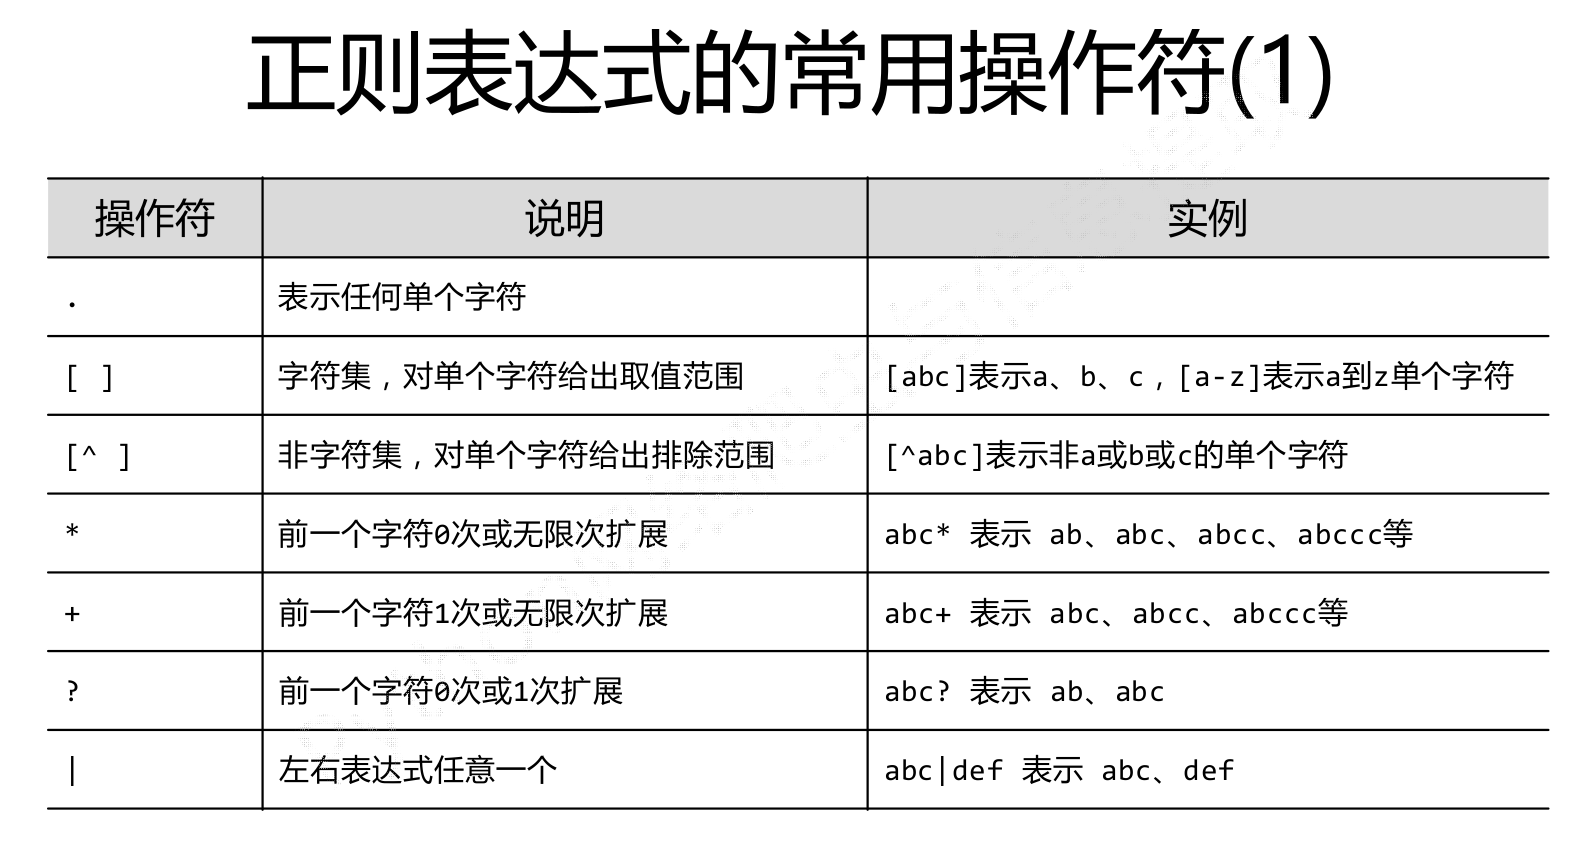 正则表达式的常用操作符(1)
操作符 说明 实例
. 表示任何单个字符
[ ] 字符集，对单个字符给出取值范围 [abc]表示a、b、c，[a-z]表示a到z单个字符
[^ ] 非字符集，对单个字符给出排除范围 [^abc]表示非a或b或c的单个字符
* 前一个字符0次或无限次扩展 abc* 表示 ab、abc、abcc、abccc等
+ 前一个字符1次或无限次扩展 abc+ 表示 abc、abcc、abccc等
? 前一个字符0次或1次扩展 abc? 表示 ab、abc
| 左右表达式任意一个 abc|def 表示 abc、def